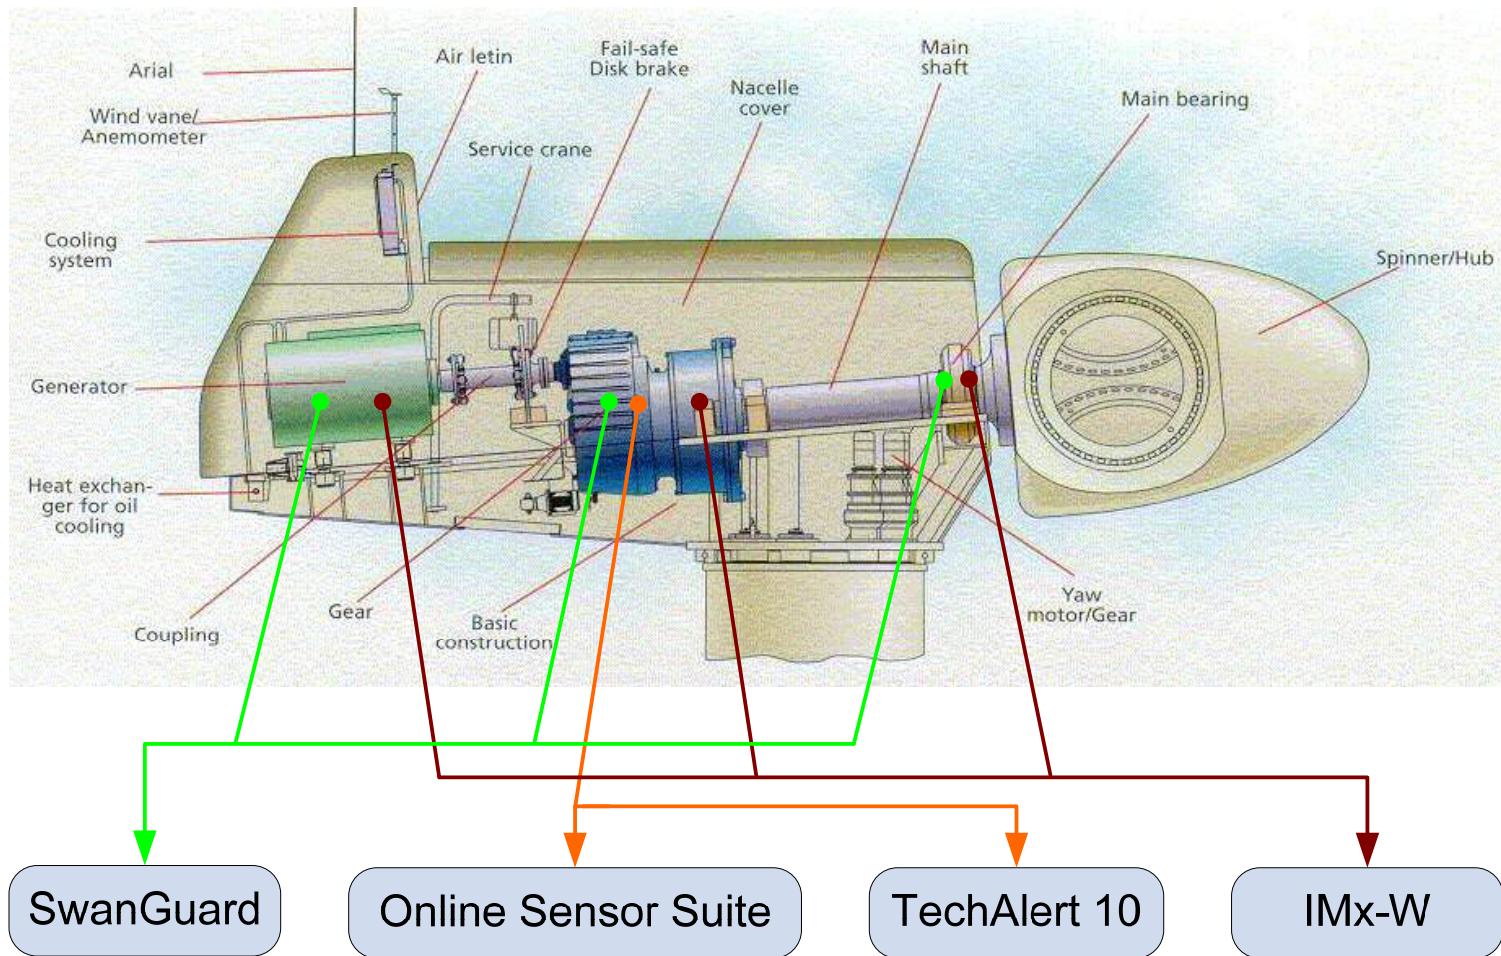 Arial
Wind vane/
Anemometer
Air letin
Fail-safe
Disk brake
Service crane
Nacelle
cover
Main
shaft
Main bearing
Cooling
system
Spinner/Hub
Generator
Heat exchan-
ger for oil
cooling
Coupling
Gear
Basic
construction
Yaw
motor/Gear
SwanGuard
Online Sensor Suite
TechAlert 10
IMx-W